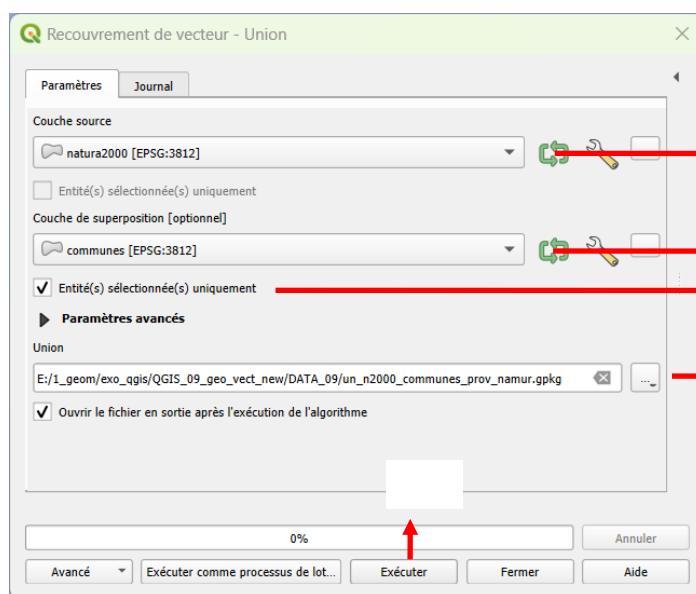 Recouvrement de vecteur - Union
Paramètres Journal
Couche source
natura2000 [EPSG:3812]
Entité(s) sélectionnée(s) uniquement
Couche de superposition [optionnel]
communes [EPSG:3812]
Entité(s) sélectionnée(s) uniquement
Paramètres avancés
Union
E:/1_geom/exo_qgis/QGIS_09_geo_vect_new/DATA_09/un_n2000_communes_prov_namur.gpkg ...
Ouvrir le fichier en sortie après l'exécution de l'algorithme
0% Annuler
Avancé Exécuter comme processus de lot... Exécuter Fermer Aide